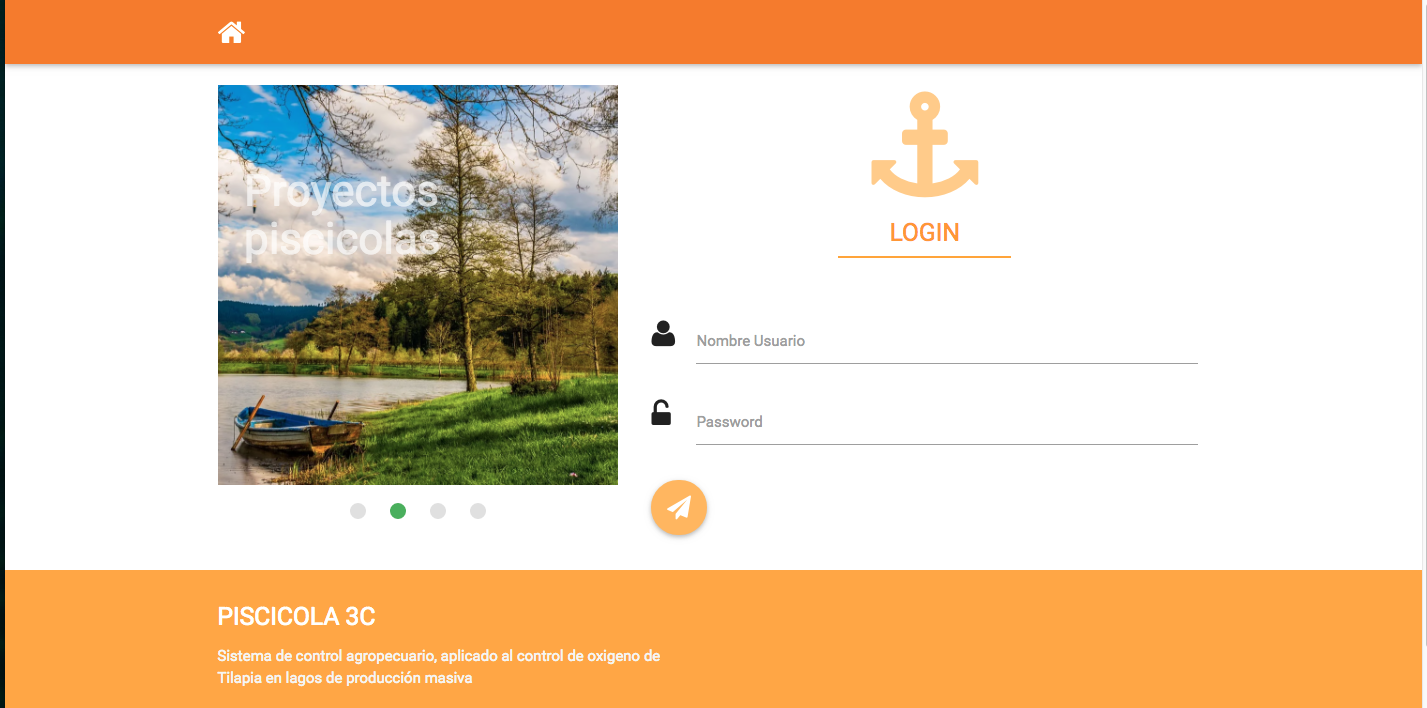 Proyectos
piscicolas
LOGIN
Nombre Usuario
Password
PISCICOLA 3C
Sistema de control agropecuario, aplicado al control de oxigeno de
Tilapia en lagos de producción masiva